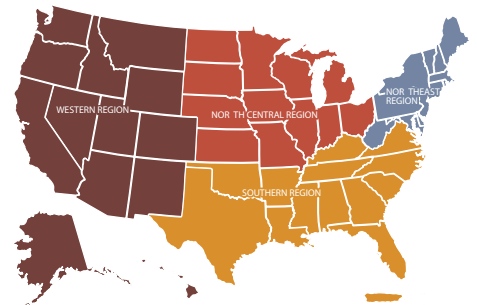 NOR THEAST
REGION
WESTERN REGION
NOR TH CENTRAL REGION
SOUTHERN REGION